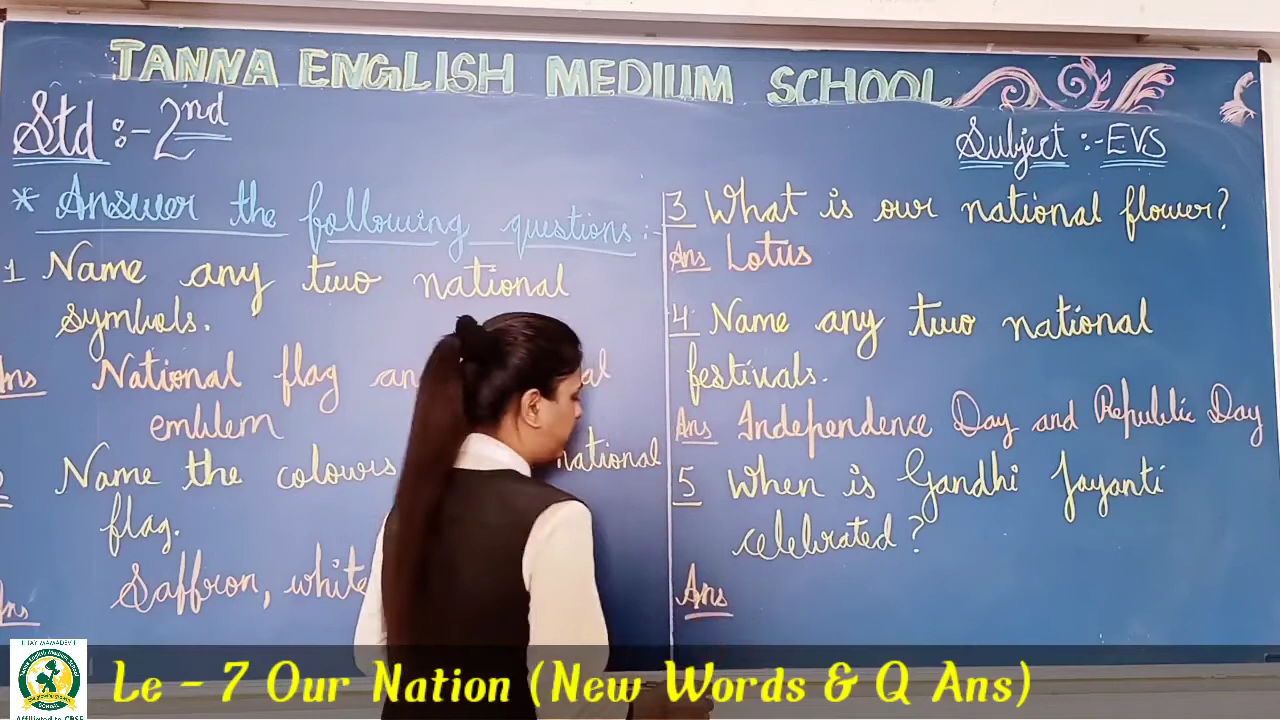 TANNA ENGLISH MEDIUM SCHOOL
Std :- 2nd
Subject :- EVS
* Answer the following questions :-
1 Name any two national
symbols.
Ans National flag an al
emblem
2 Name the colours national
flag.
Ans Saffron, white
3 What is our national flower?
Ans Lotus
4 Name any two national
festivals.
Ans Independence Day and Republic Day
5 When is Gandhi Jayanti
celebrated?
Ans
Le - 7 Our Nation (New Words & Q Ans)